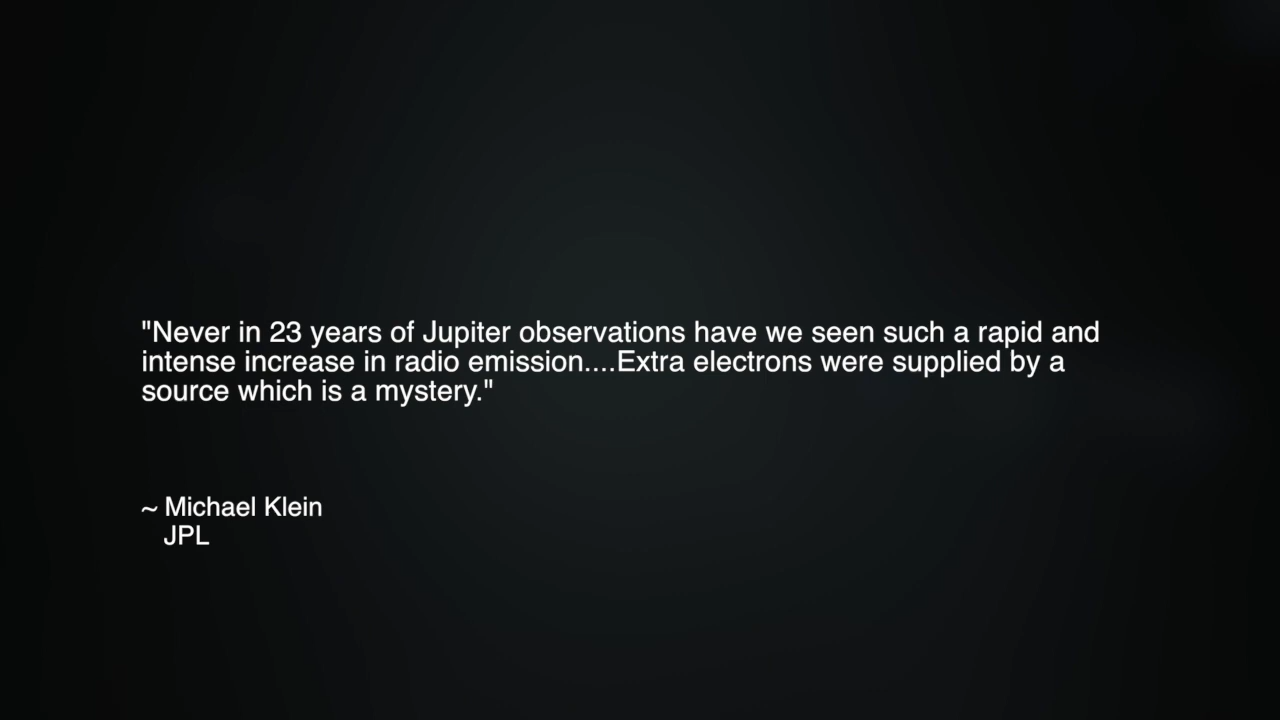 "Never in 23 years of Jupiter observations have we seen such a rapid and
intense increase in radio emission....Extra electrons were supplied by a
source which is a mystery."
~ Michael Klein
JPL